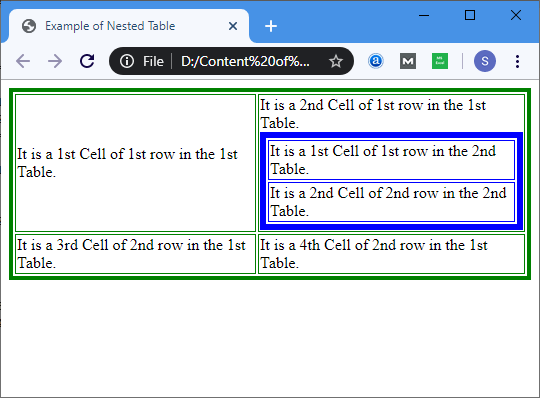 Example of Nested Table
File
D:/Content%20of%...
S
It is a 1st Cell of 1st row in the 1st
Table.
It is a 2nd Cell of 1st row in the 1st
Table.
It is a 1st Cell of 1st row in the 2nd
Table.
It is a 2nd Cell of 2nd row in the 2nd
Table.
It is a 3rd Cell of 2nd row in the 1st
Table.
It is a 4th Cell of 2nd row in the 1st
Table.